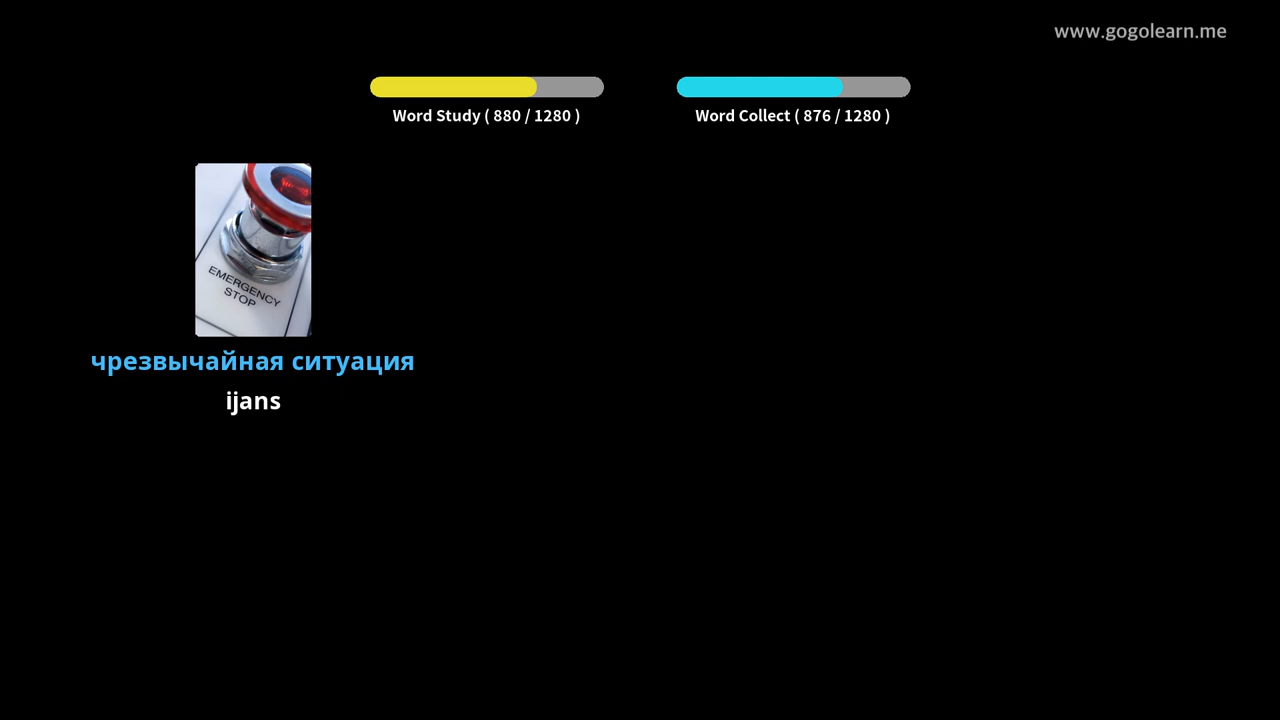 www.gogolearn.me
Word Study ( 880 / 1280 )
Word Collect ( 876 / 1280 )
EMERGENCY
STOP
чрезвычайная ситуация
ijans